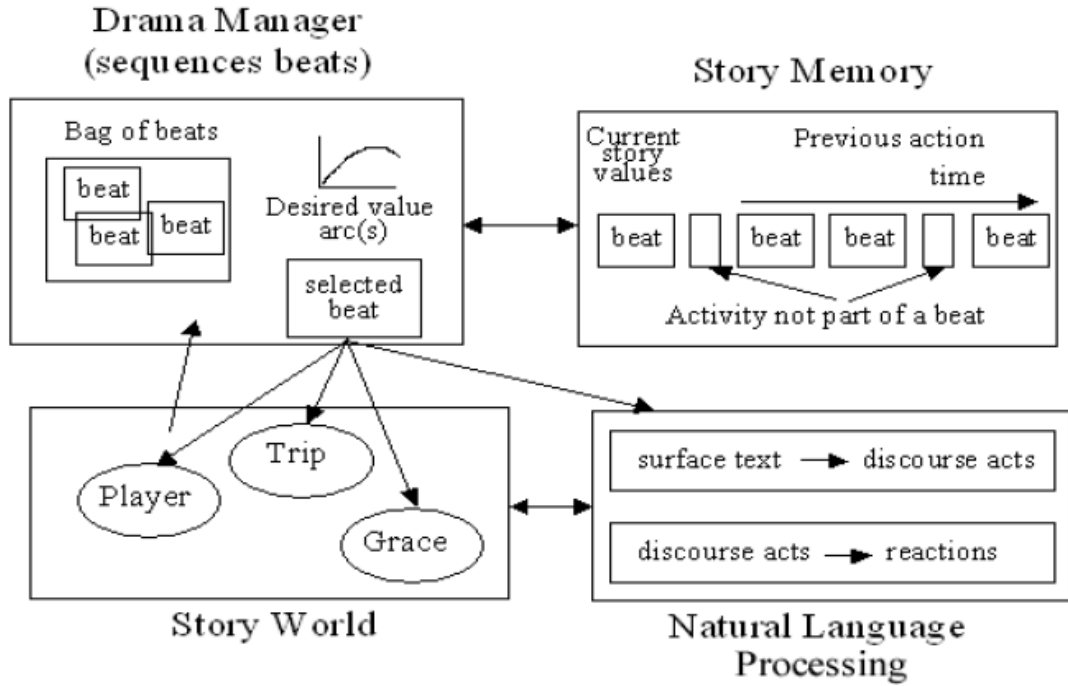 Drama Manager
(sequences beats)
Bag of beats
beat
beat
beat
Desired value
arc(s)
selected
beat
Story Memory
Current
story
values
Previous action
time
beat
beat
beat
beat
Activity not part of a beat
Player
Trip
Grace
Story World
surface text
discourse acts
discourse acts
reactions
Natural Language
Processing